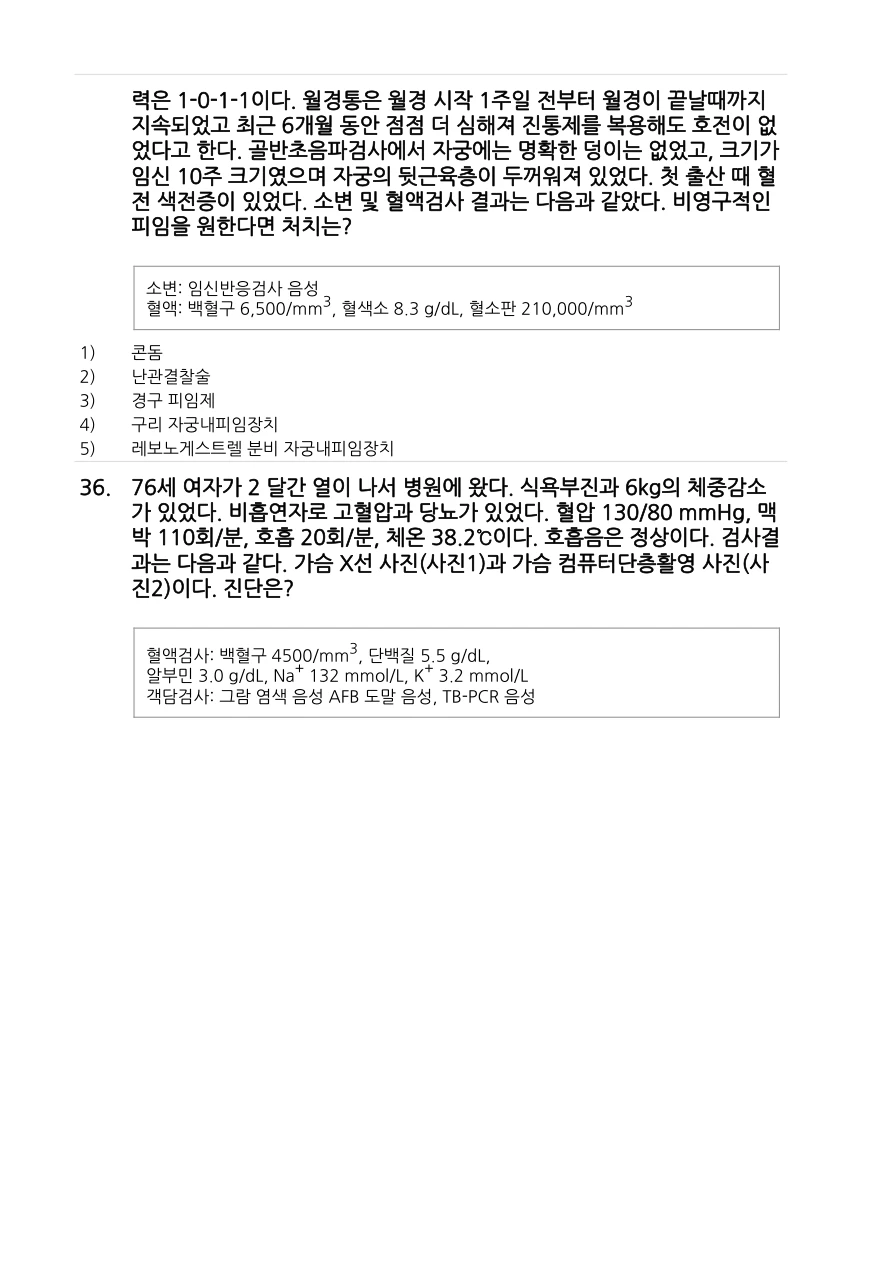 력은 1-0-1-1이다. 월경통은 월경 시작 1주일 전부터 월경이 끝날때까지
지속되었고 최근 6개월 동안 점점 더 심해져 진통제를 복용해도 호전이 없
었다고 한다. 골반초음파검사에서 자궁에는 명확한 덩이는 없었고, 크기가
임신 10주 크기였으며 자궁의 뒷근육층이 두꺼워져 있었다. 첫 출산 때 혈
전 색전증이 있었다. 소변 및 혈액검사 결과는 다음과 같았다. 비영구적인
피임을 원한다면 처치는?
소변: 임신반응검사 음성
혈액: 백혈구 6,500/mm³, 혈색소 8.3 g/dL, 혈소판 210,000/mm³
1) 콘돔
2) 난관결찰술
3) 경구 피임제
4) 구리 자궁내피임장치
5) 레보노게스트렐 분비 자궁내피임장치
36. 76세 여자가 2 달간 열이 나서 병원에 왔다. 식욕부진과 6kg의 체중감소
가 있었다. 비흡연자로 고혈압과 당뇨가 있었다. 혈압 130/80 mmHg, 맥
박 110회/분, 호흡 20회/분, 체온 38.2℃이다. 호흡음은 정상이다. 검사결
과는 다음과 같다. 가슴 X선 사진(사진1)과 가슴 컴퓨터단층활영 사진(사
진2)이다. 진단은?
혈액검사: 백혈구 4500/mm³, 단백질 5.5 g/dL,
알부민 3.0 g/dL, Na⁺ 132 mmol/L, K⁺ 3.2 mmol/L
객담검사: 그람 염색 음성 AFB 도말 음성, TB-PCR 음성